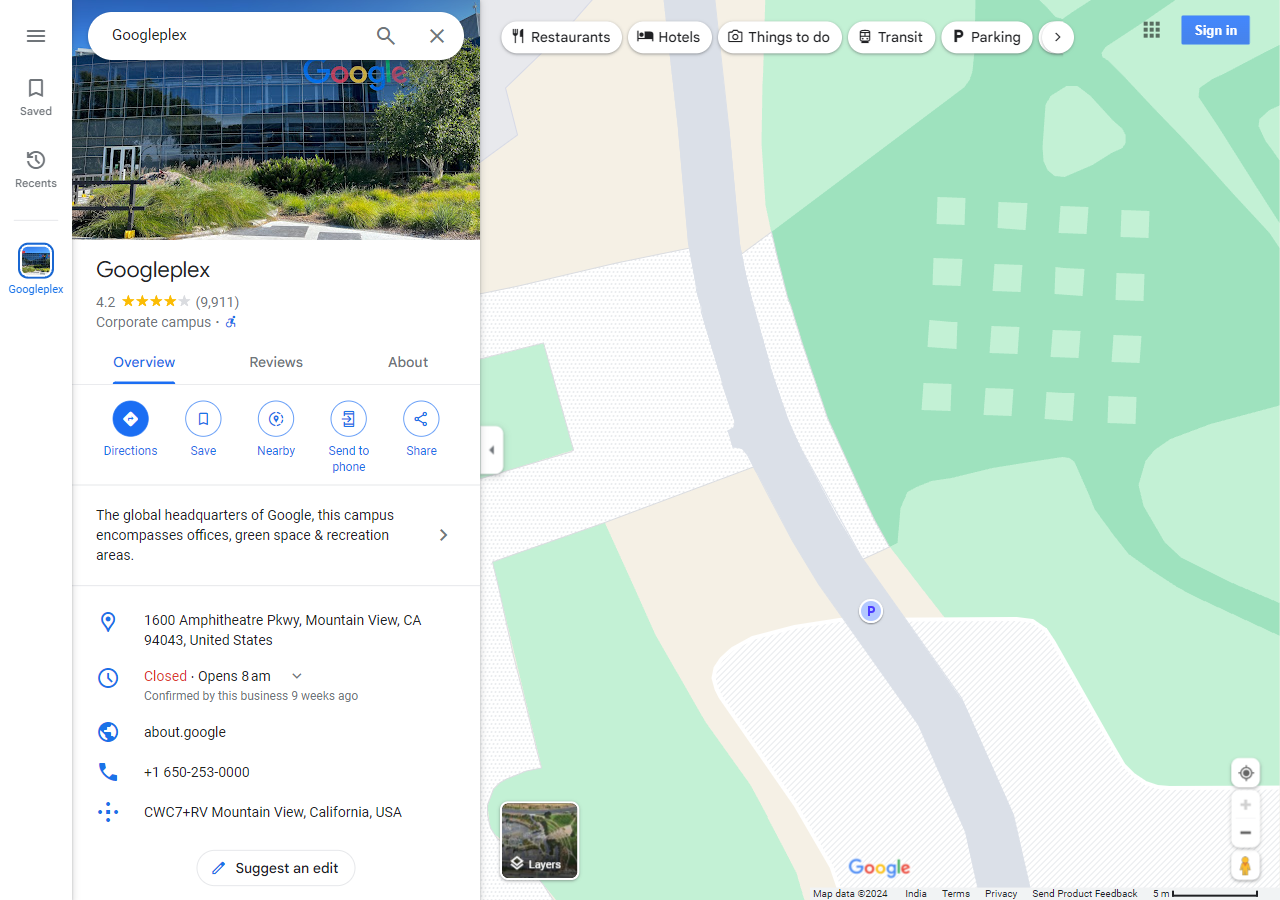 Googleplex
Restaurants
Hotels
Things to do
Transit
P Parking
Sign in
Google
Saved
Recents
Googleplex
Googleplex
4.2 (9,911)
Corporate campus ·
Overview
Reviews
About
Directions
Save
Nearby
Send to
phone
Share
The global headquarters of Google, this campus
encompasses offices, green space & recreation
areas.
1600 Amphitheatre Pkwy, Mountain View, CA
94043, United States
Closed · Opens 8 am
Confirmed by this business 9 weeks ago
about.google
+1 650-253-0000
CWC7+RV Mountain View, California, USA
Suggest an edit
P
Layers
Google
Map data ©2024
India
Terms
Privacy
Send Product Feedback
5 m